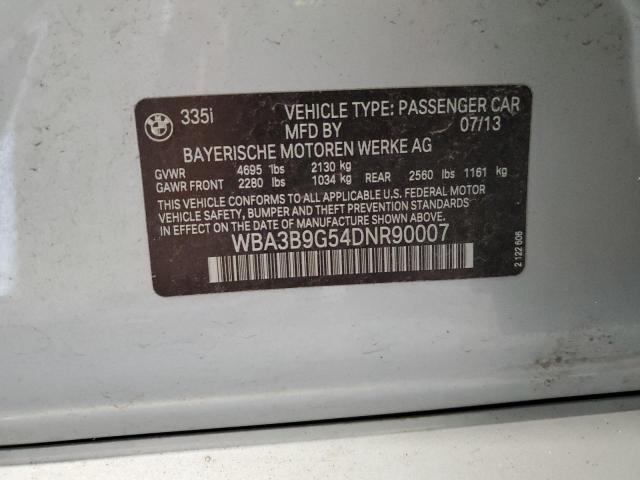 BMW
335i VEHICLE TYPE: PASSENGER CAR
MFD BY 07/13
BAYERISCHE MOTOREN WERKE AG
GVWR 4695 lbs 2130 kg
GAWR FRONT 2280 lbs 1034 kg REAR 2560 lbs 1161 kg
THIS VEHICLE CONFORMS TO ALL APPLICABLE U.S. FEDERAL MOTOR
VEHICLE SAFETY, BUMPER AND THEFT PREVENTION STANDARDS
IN EFFECT ON THE DATE OF MANUFACTURE SHOWN ABOVE.
WBA3B9G54DNR90007
2 122 606